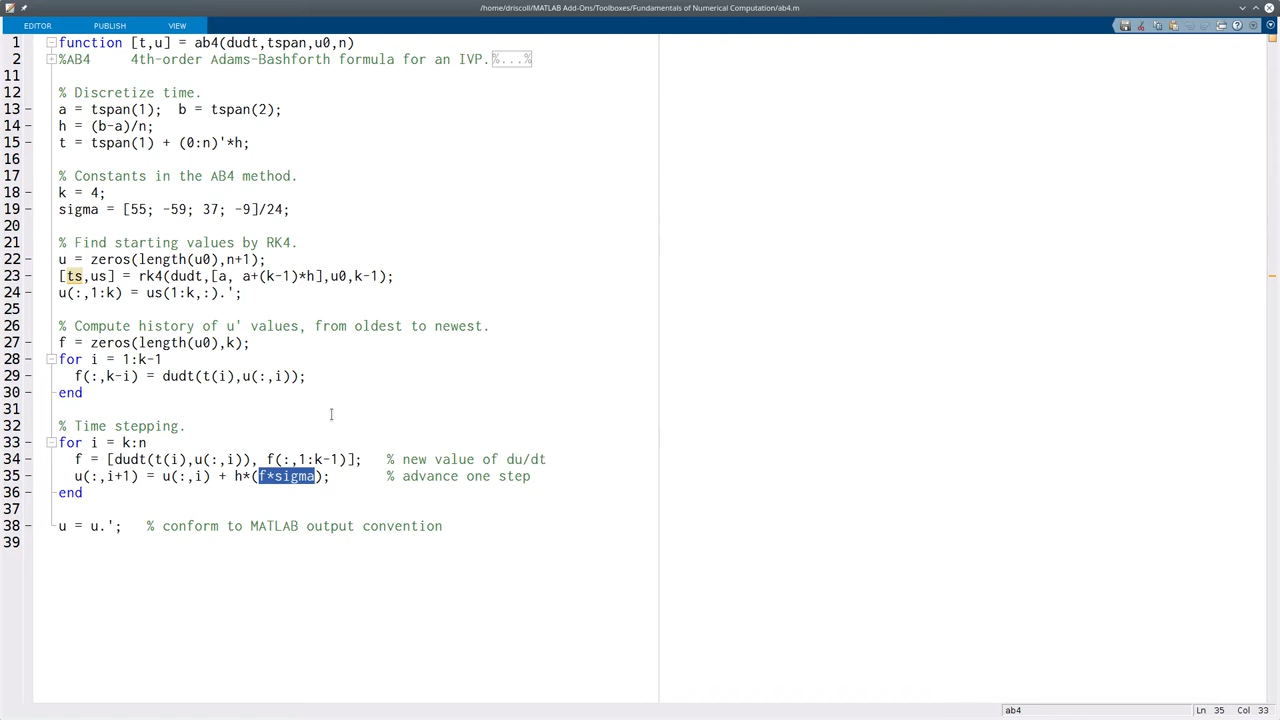 /home/driscoll/MATLAB Add-Ons/Toolboxes/Fundamentals of Numerical Computation/ab4.m
EDITOR PUBLISH VIEW
1 function [t,u] = ab4(dudt,tspan,u0,n)
2 %AB4     4th-order Adams-Bashforth formula for an IVP.%...%
11
12 % Discretize time.
13 – a = tspan(1);  b = tspan(2);
14 – h = (b-a)/n;
15 – t = tspan(1) + (0:n)'*h;
16
17 % Constants in the AB4 method.
18 – k = 4;
19 – sigma = [55; -59; 37; -9]/24;
20
21 % Find starting values by RK4.
22 – u = zeros(length(u0),n+1);
23 – [ts,us] = rk4(dudt,[a, a+(k-1)*h],u0,k-1);
24 – u(:,1:k) = us(1:k,:).';
25
26 % Compute history of u' values, from oldest to newest.
27 – f = zeros(length(u0),k);
28 – for i = 1:k-1
29 –   f(:,k-i) = dudt(t(i),u(:,i));
30 – end
31
32 % Time stepping.
33 – for i = k:n
34 –   f = [dudt(t(i),u(:,i)), f(:,1:k-1)];   % new value of du/dt
35 –   u(:,i+1) = u(:,i) + h*(f*sigma);       % advance one step
36 – end
37
38 – u = u.';   % conform to MATLAB output convention
39
ab4 Ln 35 Col 33